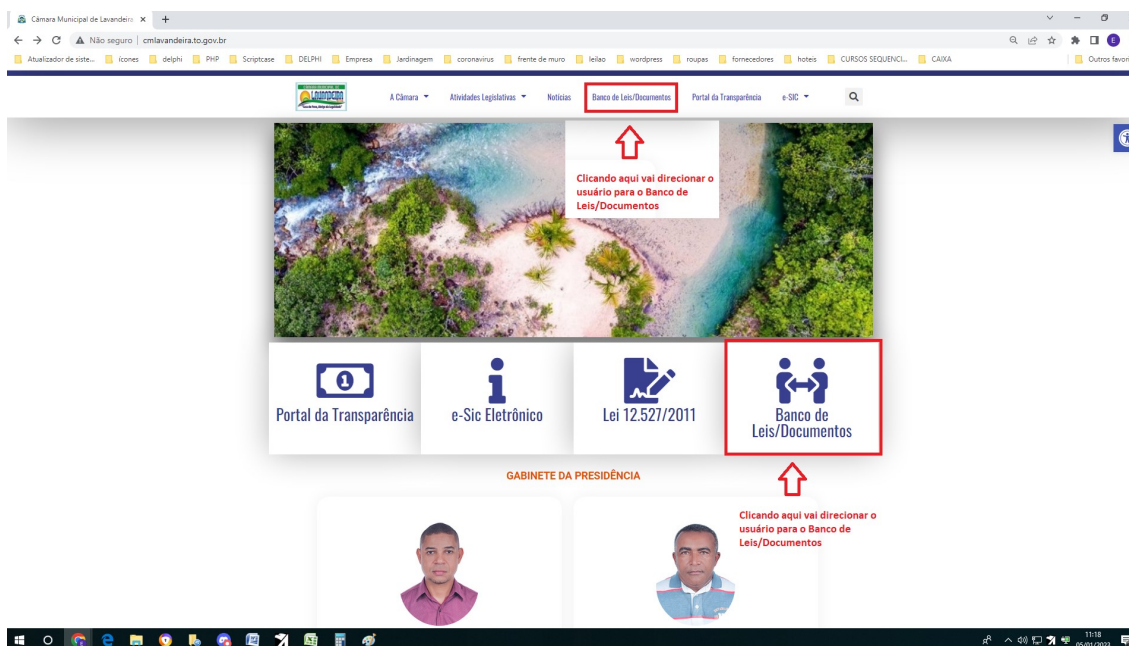 Câmara Municipal de Lavandeira
Não seguro | cmlavandeira.to.gov.br
Atualizador de siste... ícones delphi PHP Scriptcase DELPHI Empresa Jardinagem coronavirus frente de muro leilao wordpress roupas fornecedores hoteis CURSOS SEQUENCI... CAIXA Outros favori
LAVANDEIRA
A Câmara Atividades Legislativas Notícias Banco de Leis/Documentos Portal da Transparência e-SIC
Clicando aqui vai direcionar o
usuário para o Banco de
Leis/Documentos
Portal da Transparência
e-Sic Eletrônico
Lei 12.527/2011
Banco de
Leis/Documentos
GABINETE DA PRESIDÊNCIA
Clicando aqui vai direcionar o
usuário para o Banco de
Leis/Documentos
11:18
05/01/2023